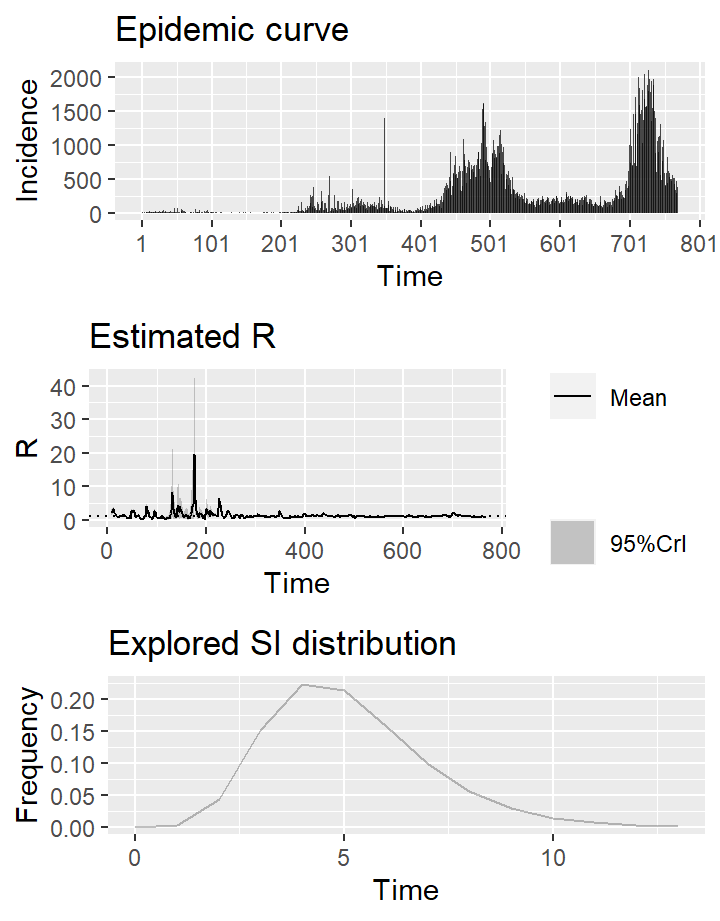 Epidemic curve
2000
1500
1000
500
0
Incidence
1 101 201 301 401 501 601 701 801
Time
Estimated R
40
30
20
10
0
R
0 200 400 600 800
Time
Mean
95%CrI
Explored SI distribution
0.20
0.15
0.10
0.05
0.00
Frequency
0 5 10
Time